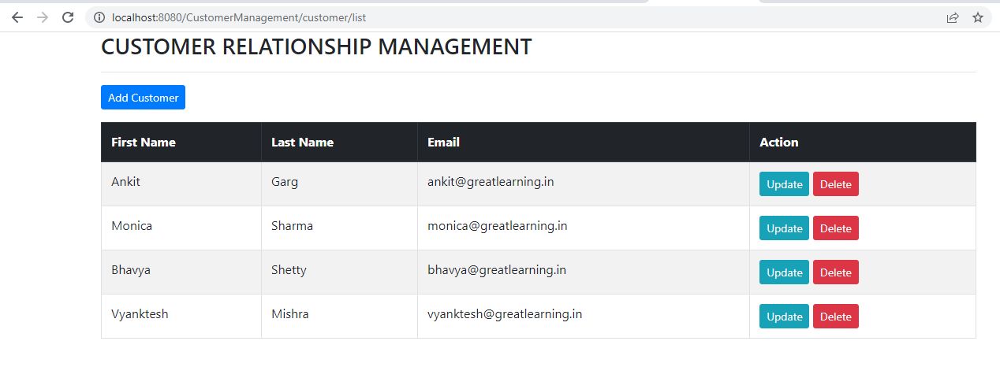 localhost:8080/CustomerManagement/customer/list
CUSTOMER RELATIONSHIP MANAGEMENT
Add Customer
First Name Last Name Email Action
Ankit Garg ankit@greatlearning.in Update Delete
Monica Sharma monica@greatlearning.in Update Delete
Bhavya Shetty bhavya@greatlearning.in Update Delete
Vyanktesh Mishra vyanktesh@greatlearning.in Update Delete